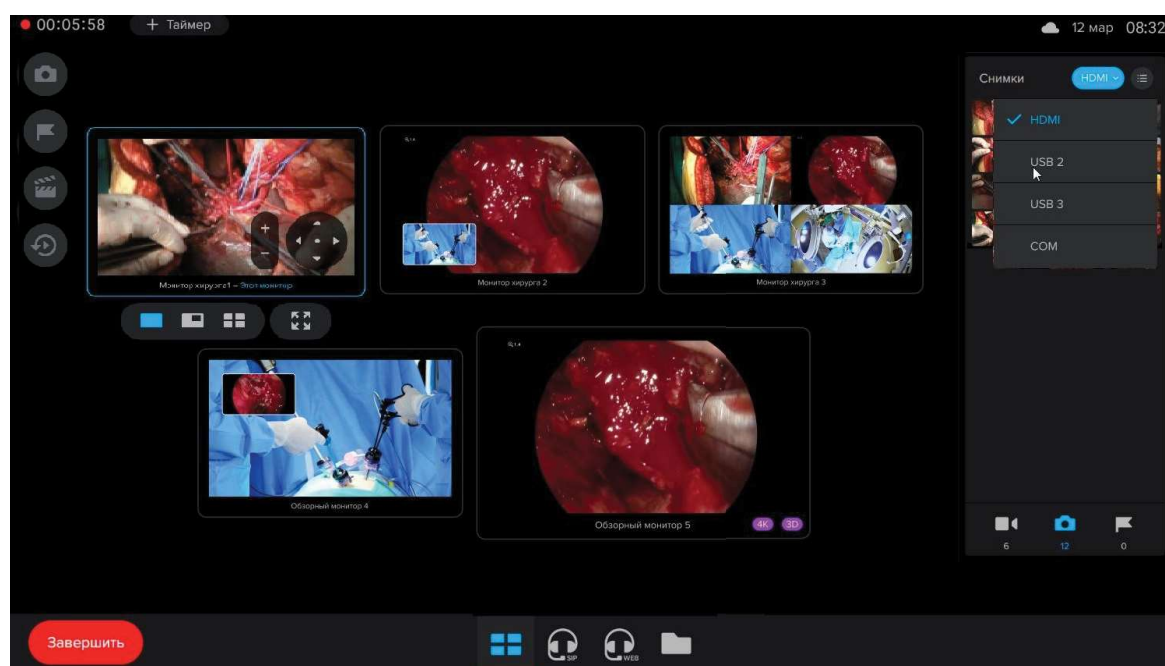 00:05:58
+ Таймер
12 мар 08:32
Снимки
HDMI
HDMI
USB 2
USB 3
COM
Монитор хирурга1 – Этот монитор
Монитор хирурга 2
Монитор хирурга 3
Обзорный монитор 4
Обзорный монитор 5
4K 3D
6 12 0
Завершить
SIP
WEB